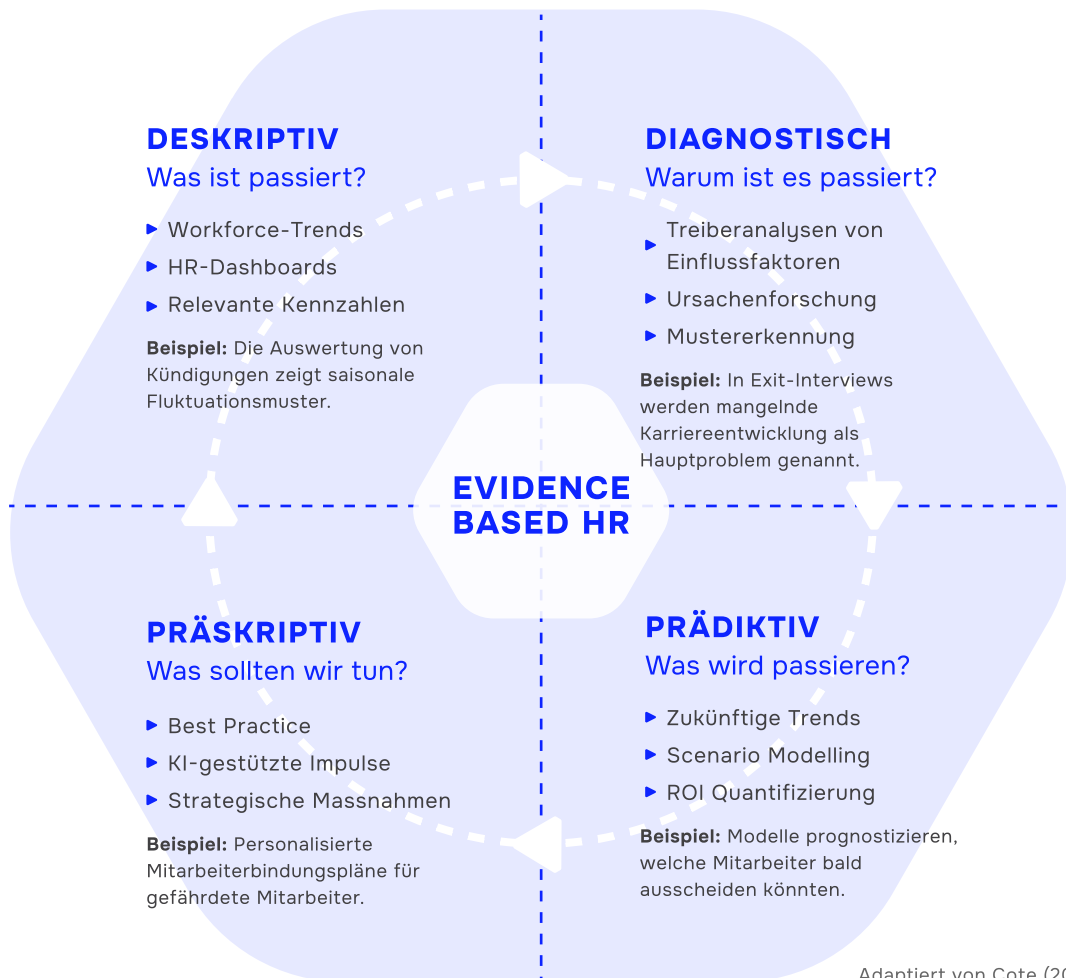 DESKRIPTIV
Was ist passiert?
Workforce-Trends
HR-Dashboards
Relevante Kennzahlen
Beispiel: Die Auswertung von
Kündigungen zeigt saisonale
Fluktuationsmuster.
DIAGNOSTISCH
Warum ist es passiert?
Treiberanalysen von
Einflussfaktoren
Ursachenforschung
Mustererkennung
Beispiel: In Exit-Interviews
werden mangelnde
Karriereentwicklung als
Hauptproblem genannt.
EVIDENCE
BASED HR
PRÄSKRIPTIV
Was sollten wir tun?
Best Practice
KI-gestützte Impulse
Strategische Massnahmen
Beispiel: Personalisierte
Mitarbeiterbindungspläne für
gefährdete Mitarbeiter.
PRÄDIKTIV
Was wird passieren?
Zukünftige Trends
Scenario Modelling
ROI Quantifizierung
Beispiel: Modelle prognostizieren,
welche Mitarbeiter bald
ausscheiden könnten.
Adaptiert von Cote